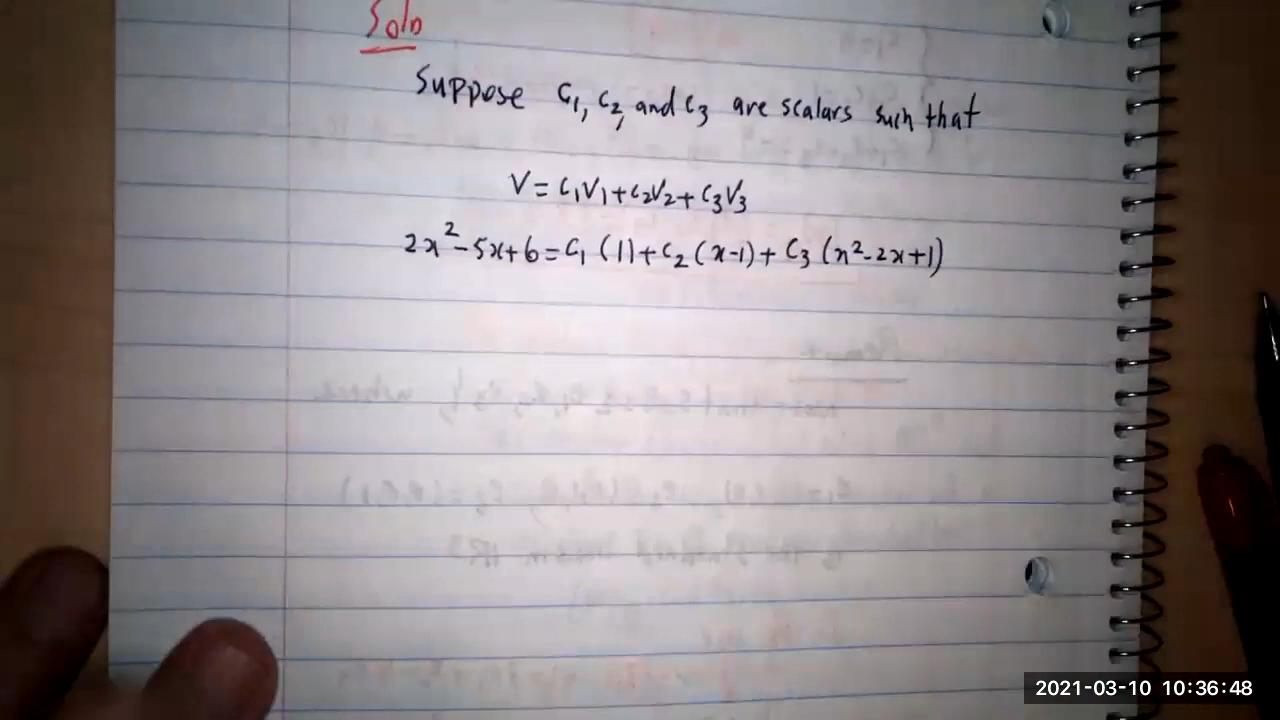 Soln
Suppose c₁, c₂, and c₃ are scalars such that
V = c₁V₁ + c₂V₂ + c₃V₃
2x² - 5x + 6 = c₁ (1) + c₂ (x-1) + c₃ (x² - 2x + 1)
2021-03-10 10:36:48